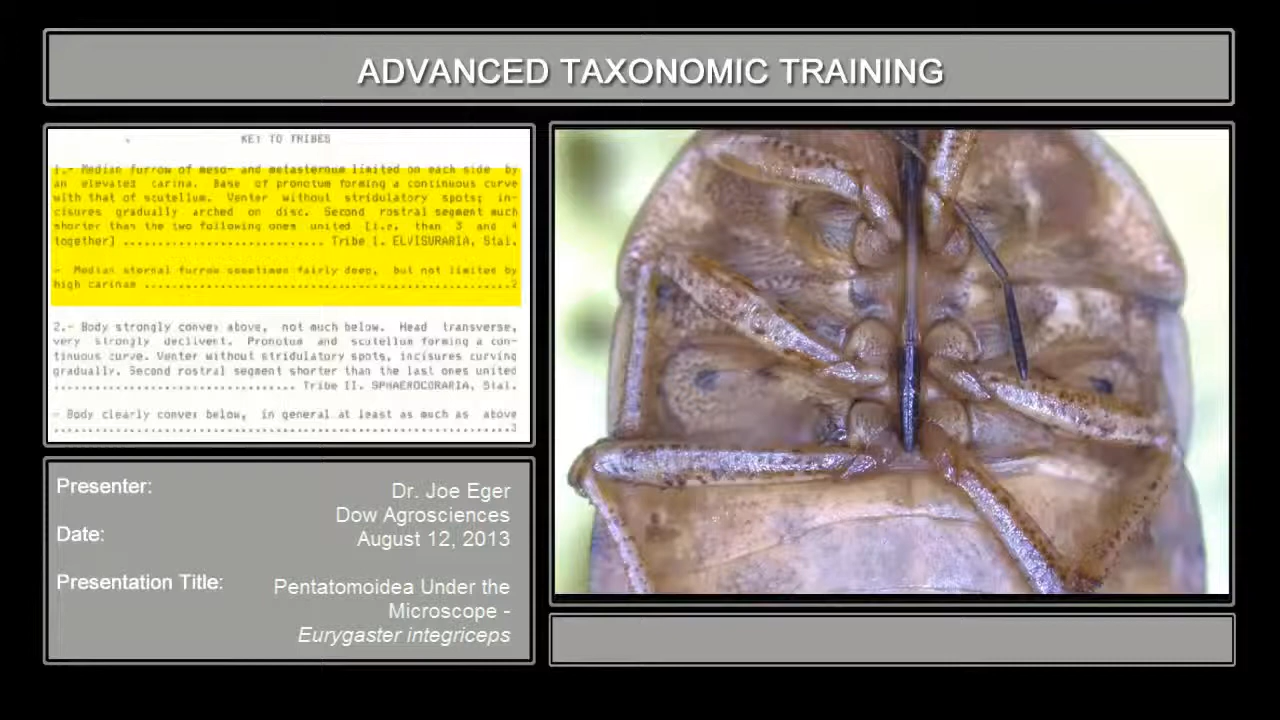 ADVANCED TAXONOMIC TRAINING
KEY TO TRIBES
1.- Median furrow of meso- and metasternum limited on each side by
an elevated carina. Base of pronotum forming a continuous curve
with that of scutellum. Venter without stridulatory spots; in-
cisures gradually arched on disc. Second rostral segment much
shorter than the two following ones united [i.e. than 3 and 4
together] ............................ Tribe I. ELVISURARIA, Stal.
- Median sternal furrow sometimes fairly deep, but not limited by
high carinae ....................................................2
2.- Body strongly convex above, not much below. Head transverse,
very strongly declivent. Pronotum and scutellum forming a con-
tinuous curve. Venter without stridulatory spots, incisures curving
gradually. Second rostral segment shorter than the last ones united
................................. Tribe II. SPHAEROCORARIA, Stal.
- Body clearly convex below, in general at least as much as above
................................................................3
Presenter:
Dr. Joe Eger
Dow Agrosciences
Date:
August 12, 2013
Presentation Title:
Pentatomoidea Under the
Microscope -
Eurygaster integriceps